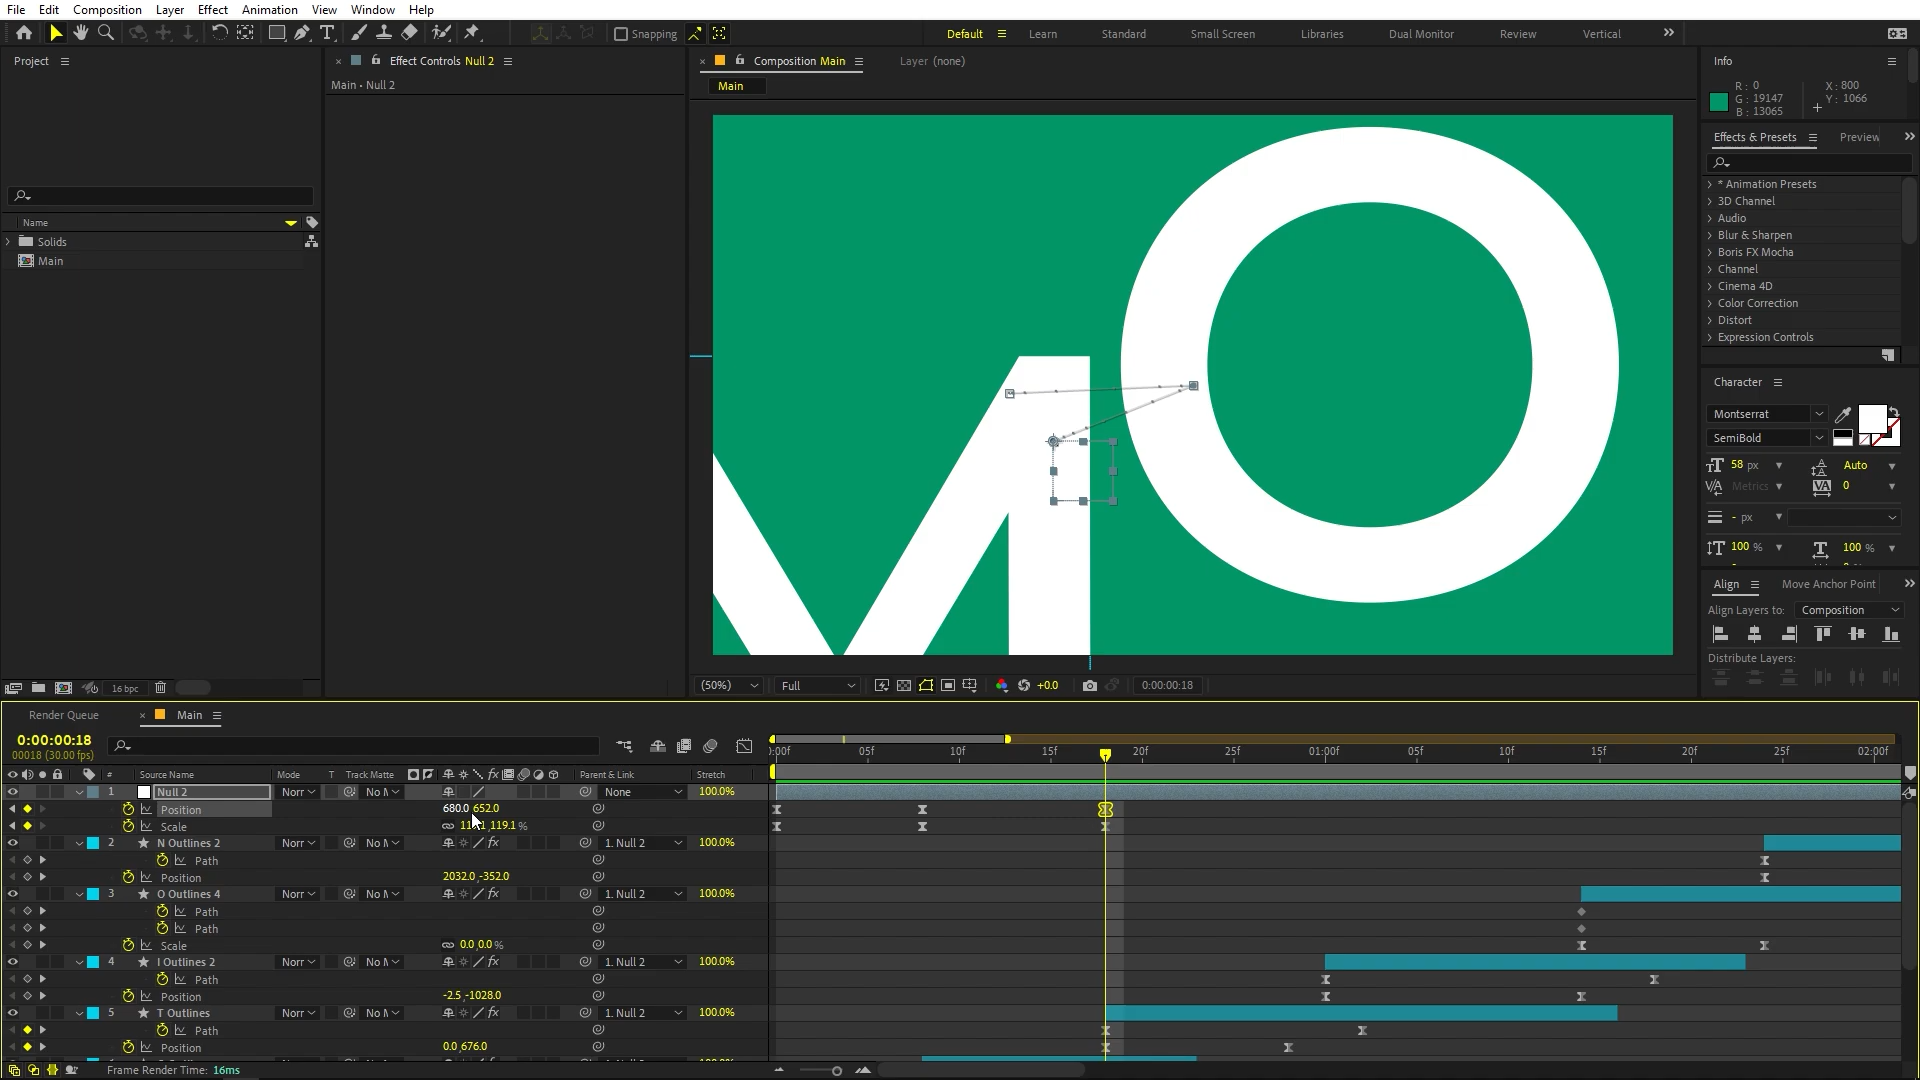 File Edit Composition Layer Effect Animation View Window Help
Snapping
Default Learn Standard Small Screen Libraries Dual Monitor Review Vertical
Project
Effect Controls Null 2
Main • Null 2
Composition Main
Layer (none)
Main
Info
R : 0
G : 19147
B : 13065
X : 800
Y : 1066
Effects & Presets
Preview
* Animation Presets
3D Channel
Audio
Blur & Sharpen
Boris FX Mocha
Channel
Cinema 4D
Color Correction
Distort
Expression Controls
Name
Solids
Main
MO
Character
Montserrat
SemiBold
58 px Auto
Metrics 0
- px
100 % 100 %
Align
Move Anchor Point
Align Layers to: Composition
Distribute Layers:
16 bpc
(50%) Full +0.0 0:00:00:18
Render Queue Main
0:00:00:18
00018 (30.00 fps)
):00f 05f 10f 15f 20f 25f 01:00f 05f 10f 15f 20f 25f 02:00f
# Source Name Mode T Track Matte Parent & Link Stretch
1 Null 2 Norr No M None 100.0%
Position 680.0 652.0
Scale ,119.1 %
2 N Outlines 2 Norr No M 1. Null 2 100.0%
Path
Position 2032.0,-352.0
3 O Outlines 4 Norr No M 1. Null 2 100.0%
Path
Path
Scale 0.0,0.0 %
4 I Outlines 2 Norr No M 1. Null 2 100.0%
Path
Position -2.5,-1028.0
5 T Outlines Norr No M 1. Null 2 100.0%
Path
Position 0.0,676.0
Frame Render Time: 16ms